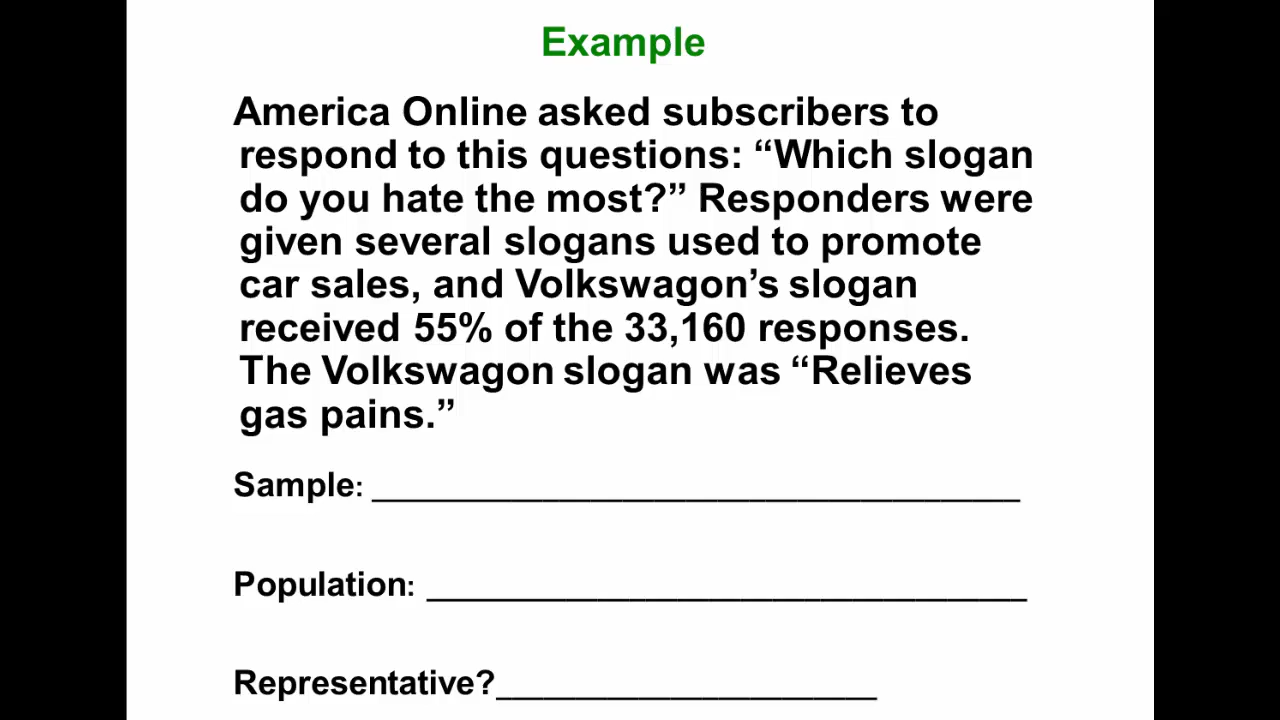 Example
America Online asked subscribers to
respond to this questions: “Which slogan
do you hate the most?” Responders were
given several slogans used to promote
car sales, and Volkswagon’s slogan
received 55% of the 33,160 responses.
The Volkswagon slogan was “Relieves
gas pains.”
Sample: ______________________________________
Population: ___________________________________
Representative?______________________